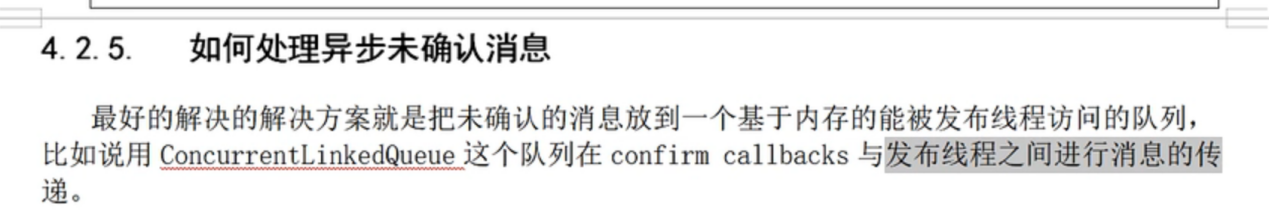 4.2.5. 如何处理异步未确认消息
最好的解决的解决方案就是把未确认的消息放到一个基于内存的能被发布线程访问的队列，
比如说用 ConcurrentLinkedQueue 这个队列在 confirm callbacks 与发布线程之间进行消息的传
递。